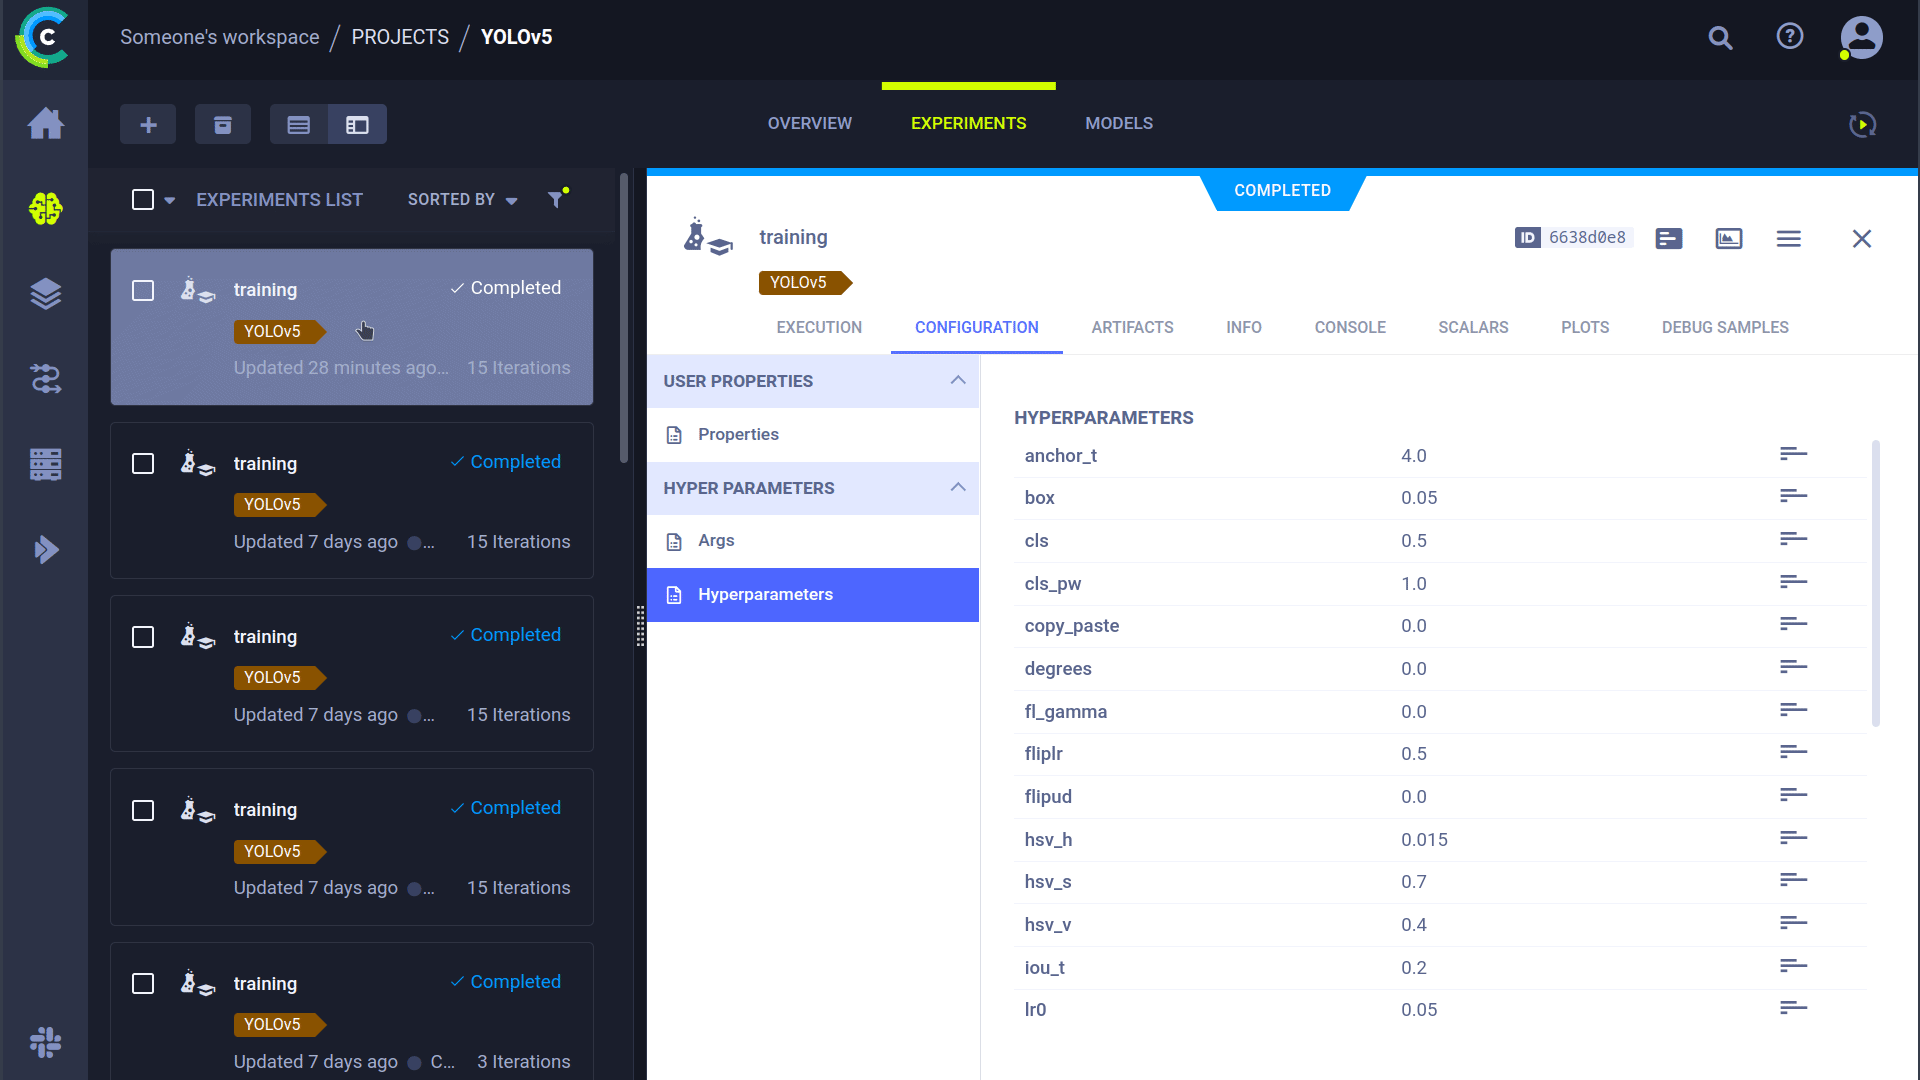 Someone's workspace / PROJECTS / YOLOv5
OVERVIEW EXPERIMENTS MODELS
EXPERIMENTS LIST SORTED BY
training ✓ Completed
YOLOv5
Updated 28 minutes ago... 15 Iterations
training ✓ Completed
YOLOv5
Updated 7 days ago ... 15 Iterations
training ✓ Completed
YOLOv5
Updated 7 days ago ... 15 Iterations
training ✓ Completed
YOLOv5
Updated 7 days ago ... 15 Iterations
training ✓ Completed
YOLOv5
Updated 7 days ago C... 3 Iterations
COMPLETED
training
ID 6638d0e8
YOLOv5
EXECUTION CONFIGURATION ARTIFACTS INFO CONSOLE SCALARS PLOTS DEBUG SAMPLES
USER PROPERTIES
Properties
HYPER PARAMETERS
Args
Hyperparameters
HYPERPARAMETERS
anchor_t 4.0
box 0.05
cls 0.5
cls_pw 1.0
copy_paste 0.0
degrees 0.0
fl_gamma 0.0
fliplr 0.5
flipud 0.0
hsv_h 0.015
hsv_s 0.7
hsv_v 0.4
iou_t 0.2
lr0 0.05